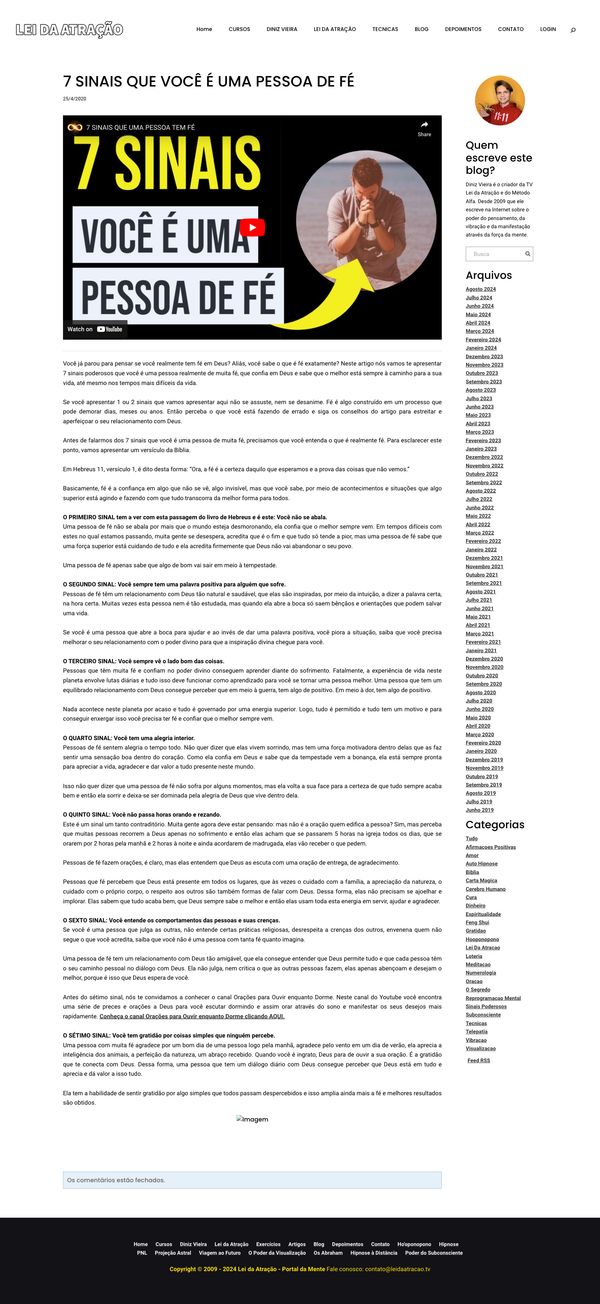 LEI DA ATRAÇÃO
Home CURSOS DINIZ VIEIRA LEI DA ATRAÇÃO TECNICAS BLOG DEPOIMENTOS CONTATO LOGIN
7 SINAIS QUE VOCÊ É UMA PESSOA DE FÉ
25/4/2020
7 SINAIS QUE UMA PESSOA TEM FÉ
Share
7 SINAIS
VOCÊ É UMA
PESSOA DE FÉ
Watch on YouTube
Você já parou para pensar se você realmente tem fé em Deus? Aliás, você sabe o que é fé exatamente? Neste artigo nós vamos te apresentar
7 sinais poderosos que você é uma pessoa realmente de muita fé, que confia em Deus e sabe que o melhor está sempre à caminho para a sua
vida, até mesmo nos tempos mais difíceis da vida.
Se você apresentar 1 ou 2 sinais que vamos apresentar aqui não se assuste, nem se desanime. Fé é algo construído em um processo que
pode demorar dias, meses ou anos. Então perceba o que você está fazendo de errado e siga os conselhos do artigo para estreitar e
aperfeiçoar o seu relacionamento com Deus.
Antes de falarmos dos 7 sinais que você é uma pessoa de muita fé, precisamos que você entenda o que é fé realmente. Para esclarecer este
ponto, vamos apresentar um versículo da Bíblia.
Em Hebreus 11, versículo 1, é dito desta forma: "Ora, a fé é a certeza daquilo que esperamos e a prova das coisas que não vemos."
Basicamente, fé é a confiança em algo que não se vê, algo invisível, mas que você sabe, por meio de acontecimentos e situações que algo
superior está agindo e fazendo com que tudo transcorra da melhor forma para todos.
O PRIMEIRO SINAL tem a ver com esta passagem do livro de Hebreus e é este: Você não se abala.
Uma pessoa de fé não se abala por mais que o mundo esteja desmoronando, ela confia que o melhor sempre vem. Em tempos difíceis com
estes no qual estamos passando, muita gente se desespera, acredita que é o fim e que tudo só tende a pior, mas uma pessoa de fé sabe que
uma força superior está cuidando de tudo e ela acredita firmemente que Deus não vai abandonar o seu povo.
Uma pessoa de fé apenas sabe que algo de bom vai sair em meio à tempestade.
O SEGUNDO SINAL: Você sempre tem uma palavra positiva para alguém que sofre.
Pessoas de fé têm um relacionamento com Deus tão natural e saudável, que elas são inspiradas, por meio da intuição, a dizer a palavra certa,
na hora certa. Muitas vezes esta pessoa nem é tão estudada, mas quando ela abre a boca só saem bênçãos e orientações que podem salvar
uma vida.
Se você é uma pessoa que abre a boca para ajudar e ao invés de dar uma palavra positiva, você piora a situação, saiba que você precisa
melhorar o seu relacionamento com o poder divino para que a inspiração divina chegue para você.
O TERCEIRO SINAL: Você sempre vê o lado bom das coisas.
Pessoas que têm muita fé e confiam no poder divino conseguem aprender diante do sofrimento. Fatalmente, a experiência de vida neste
planeta envolve lutas diárias e tudo isso deve funcionar como aprendizado para você se tornar uma pessoa melhor. Uma pessoa que tem um
equilibrado relacionamento com Deus consegue perceber que em meio à guerra, tem algo de positivo. Em meio à dor, tem algo de positivo.
Nada acontece neste planeta por acaso e tudo é governado por uma energia superior. Logo, tudo é permitido e tudo tem um motivo e para
conseguir enxergar isso você precisa ter fé e confiar que o melhor sempre vem.
O QUARTO SINAL: Você tem uma alegria interior.
Pessoas de fé sentem alegria o tempo todo. Não quer dizer que elas vivem sorrindo, mas tem uma força motivadora dentro delas que as faz
sentir uma sensação boa dentro do coração. Como ela confia em Deus e sabe que da tempestade vem a bonança, ela está sempre pronta
para apreciar a vida, agradecer e dar valor a tudo presente neste mundo.
Isso não quer dizer que uma pessoa de fé não sofra por alguns momentos, mas ela volta a sua face para a certeza de que tudo sempre acaba
bem e então ela sorrir e deixa-se ser dominada pela alegria de Deus que vive dentro dela.
O QUINTO SINAL: Você não passa horas orando e rezando.
Este é um sinal um tanto contraditório. Muita gente agora deve estar pensando: mas não é a oração quem edifica a pessoa? Sim, mas perceba
que muitas pessoas recorrem a Deus apenas no sofrimento e então elas acham que se passarem 5 horas na igreja todos os dias, que se
orarem por 2 horas pela manhã e 2 horas à noite e ainda acordarem de madrugada, elas vão receber o que pedem.
Pessoas de fé fazem orações, é claro, mas elas entendem que Deus as escuta com uma oração de entrega, de agradecimento.
Pessoas que fé percebem que Deus está presente em todos os lugares, que às vezes o cuidado com a família, a apreciação da natureza, o
cuidado com o próprio corpo, o respeito aos outros são também formas de falar com Deus. Dessa forma, elas não precisam se ajoelhar e
implorar. Elas sabem que tudo acaba bem, que Deus sempre sabe o melhor e então elas usam toda esta energia em servir, ajudar e agradecer.
O SEXTO SINAL: Você entende os comportamentos das pessoas e suas crenças.
Se você é uma pessoa que julga as outras, não entende certas práticas religiosas, desrespeita a crenças dos outros, envenena quem não
segue o que você acredita, saiba que você não é uma pessoa com tanta fé quanto imagina.
Uma pessoa de fé tem um relacionamento com Deus tão amigável, que ela consegue entender que Deus permite tudo e que cada pessoa têm
o seu caminho pessoal no diálogo com Deus. Ela não julga, nem critica o que as outras pessoas fazem, elas apenas abençoam e desejam o
melhor, porque é isso que Deus espera de você.
Antes do sétimo sinal, nós te convidamos a conhecer o canal Orações para Ouvir enquanto Dorme. Neste canal do Youtube você encontra
uma série de preces e orações a Deus para você escutar dormindo e assim orar através do sono e manifestar os seus desejos mais
rapidamente. Conheça o canal Orações para Ouvir enquanto Dorme clicando AQUI.
O SÉTIMO SINAL: Você tem gratidão por coisas simples que ninguém percebe.
Uma pessoa com muita fé agradece por um bom dia de uma pessoa logo pela manhã, agradece pelo vento em um dia de verão, ela aprecia a
inteligência dos animais, a perfeição da natureza, um abraço recebido. Quando você é ingrato, Deus para de ouvir a sua oração. É a gratidão
que te conecta com Deus. Dessa forma, uma pessoa que tem um diálogo diário com Deus consegue perceber que Deus está em tudo e
aprecia e dá valor a isso tudo.
Ela tem a habilidade de sentir gratidão por algo simples que todos passam despercebidos e isso amplia ainda mais a fé e melhores resultados
são obtidos.
Imagem
Os comentários estão fechados.
11:11
Quem
escreve este
blog?
Diniz Vieira é o criador da TV
Lei da Atração e do Método
Alfa. Desde 2009 que ele
escreve na Internet sobre o
poder do pensamento, da
vibração e da manifestação
através da força da mente.
Busca
Arquivos
Agosto 2024
Julho 2024
Junho 2024
Maio 2024
Abril 2024
Março 2024
Fevereiro 2024
Janeiro 2024
Dezembro 2023
Novembro 2023
Outubro 2023
Setembro 2023
Agosto 2023
Julho 2023
Junho 2023
Maio 2023
Abril 2023
Março 2023
Fevereiro 2023
Janeiro 2023
Dezembro 2022
Novembro 2022
Outubro 2022
Setembro 2022
Agosto 2022
Julho 2022
Junho 2022
Maio 2022
Abril 2022
Março 2022
Fevereiro 2022
Janeiro 2022
Dezembro 2021
Novembro 2021
Outubro 2021
Setembro 2021
Agosto 2021
Julho 2021
Junho 2021
Maio 2021
Abril 2021
Março 2021
Fevereiro 2021
Janeiro 2021
Dezembro 2020
Novembro 2020
Outubro 2020
Setembro 2020
Agosto 2020
Julho 2020
Junho 2020
Maio 2020
Abril 2020
Março 2020
Fevereiro 2020
Janeiro 2020
Dezembro 2019
Novembro 2019
Outubro 2019
Setembro 2019
Agosto 2019
Julho 2019
Junho 2019
Categorias
Tudo
Afirmacoes Positivas
Amor
Auto Hipnose
Biblia
Carta Magica
Cerebro Humano
Cura
Dinheiro
Espiritualidade
Feng Shui
Gratidao
Hooponopono
Lei Da Atracao
Loteria
Meditacao
Numerologia
Oracao
O Segredo
Reprogramacao Mental
Sinais Poderosos
Subconsciente
Tecnicas
Telepatia
Vibracao
Visualizacao
Feed RSS
Home Cursos Diniz Vieira Lei da Atração Exercícios Artigos Blog Depoimentos Contato Ho'oponopono Hipnose
PNL Projeção Astral Viagem ao Futuro O Poder da Visualização Os Abraham Hipnose à Distância Poder do Subconsciente
Copyright © 2009 - 2024 Lei da Atração - Portal da Mente Fale conosco: contato@leidaatracao.tv